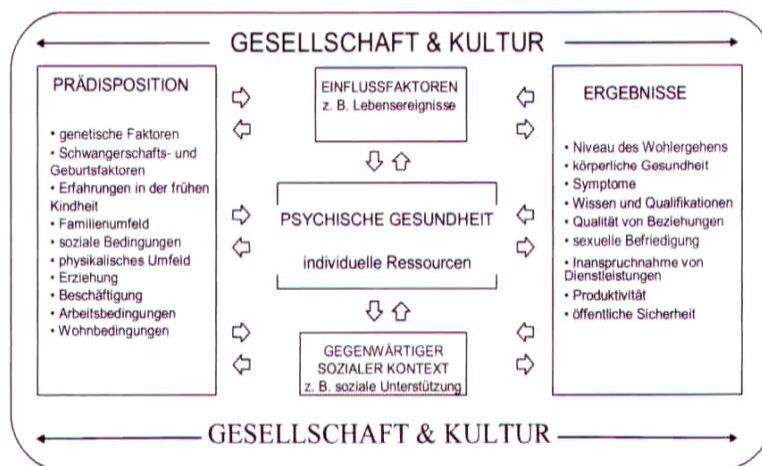 GESELLSCHAFT & KULTUR
PRÄDISPOSITION
• genetische Faktoren
• Schwangerschafts- und
Geburtsfaktoren
• Erfahrungen in der frühen
Kindheit
• Familienumfeld
• soziale Bedingungen
• physikalisches Umfeld
• Erziehung
• Beschäftigung
• Arbeitsbedingungen
• Wohnbedingungen
EINFLUSSFAKTOREN
z. B. Lebensereignisse
PSYCHISCHE GESUNDHEIT
individuelle Ressourcen
GEGENWÄRTIGER
SOZIALER KONTEXT
z. B. soziale Unterstützung
ERGEBNISSE
• Niveau des Wohlergehens
• körperliche Gesundheit
• Symptome
• Wissen und Qualifikationen
• Qualität von Beziehungen
• sexuelle Befriedigung
• Inanspruchnahme von
Dienstleistungen
• Produktivität
• öffentliche Sicherheit
GESELLSCHAFT & KULTUR